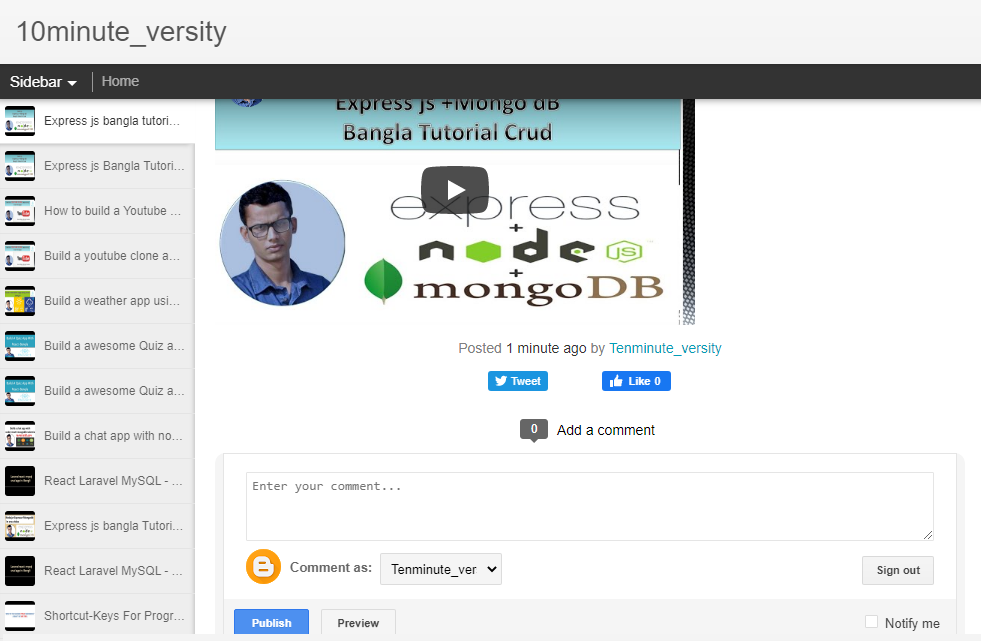 10minute_versity
Sidebar
Home
Express js bangla tutori...
Express js Bangla Tutori...
How to build a Youtube ...
Build a youtube clone a...
Build a weather app usi...
Build a awesome Quiz a...
Build a awesome Quiz a...
Build a chat app with no...
React Laravel MySQL - ...
Express js bangla Tutori...
React Laravel MySQL - ...
Shortcut-Keys For Progr...
Express js +Mongo dB
Bangla Tutorial Crud
express
+
node js
+
mongoDB
Posted 1 minute ago by Tenminute_versity
Tweet
Like 0
0 Add a comment
Enter your comment...
Comment as: Tenminute_ver
Sign out
Publish
Preview
Notify me